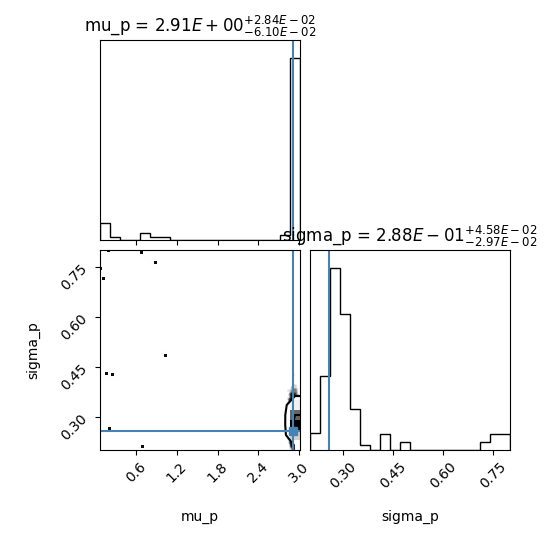 mu_p = 2.91E + 00+2.84E − 02 −6.10E − 02
sigma_p = 2.88E − 01+4.58E − 02 −2.97E − 02
0.75
0.60
0.45
0.30
sigma_p
0.6 1.2 1.8 2.4 3.0 0.30 0.45 0.60 0.75
mu_p sigma_p